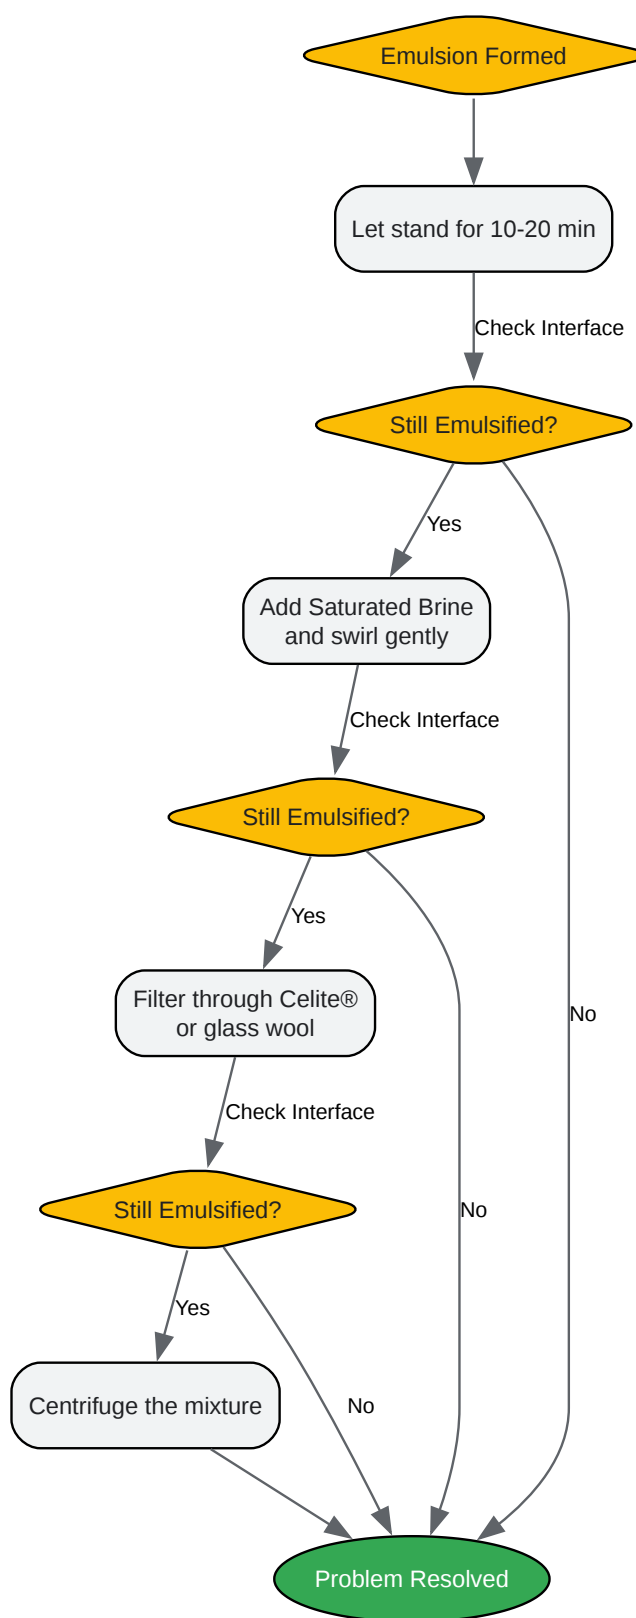 Emulsion Formed
Let stand for 10-20 min
Check Interface
Still Emulsified?
Yes
Add Saturated Brine
and swirl gently
Check Interface
Still Emulsified?
Yes
Filter through Celite®
or glass wool
No
Check Interface
Still Emulsified?
No
Yes
Centrifuge the mixture
No
Problem Resolved